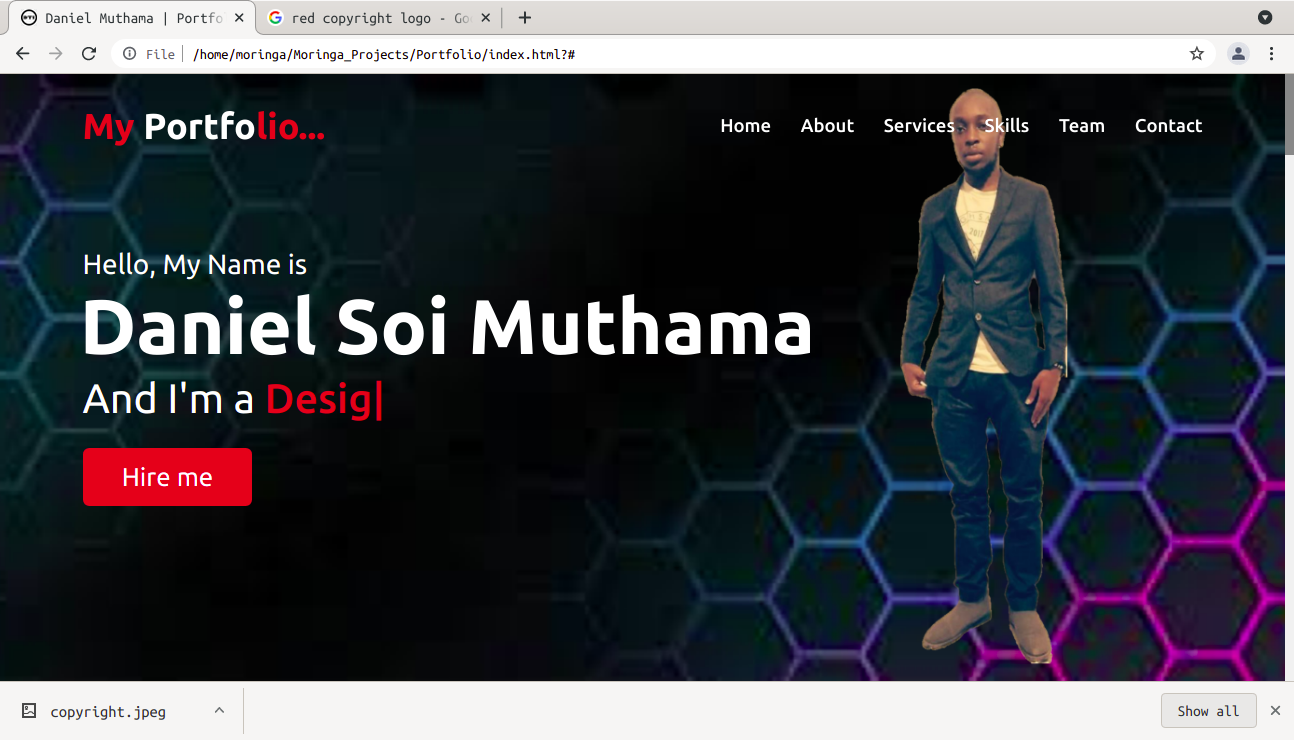 Daniel Muthama | Portfo
red copyright logo - Go
File
/home/moringa/Moringa_Projects/Portfolio/index.html?#
My Portfolio...
Home About Services Skills Team Contact
Hello, My Name is
Daniel Soi Muthama
And I'm a Desig|
Hire me
copyright.jpeg
Show all